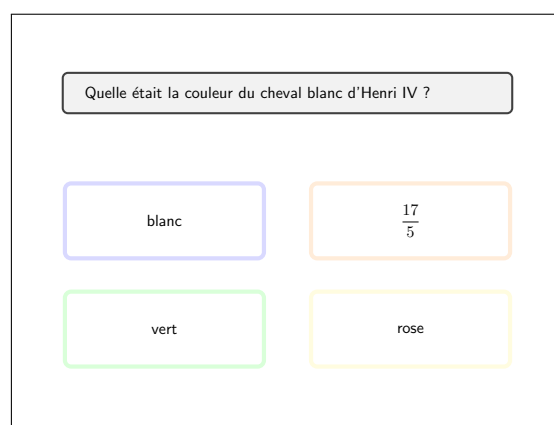 Quelle était la couleur du cheval blanc d'Henri IV ?
blanc
17/5
vert
rose